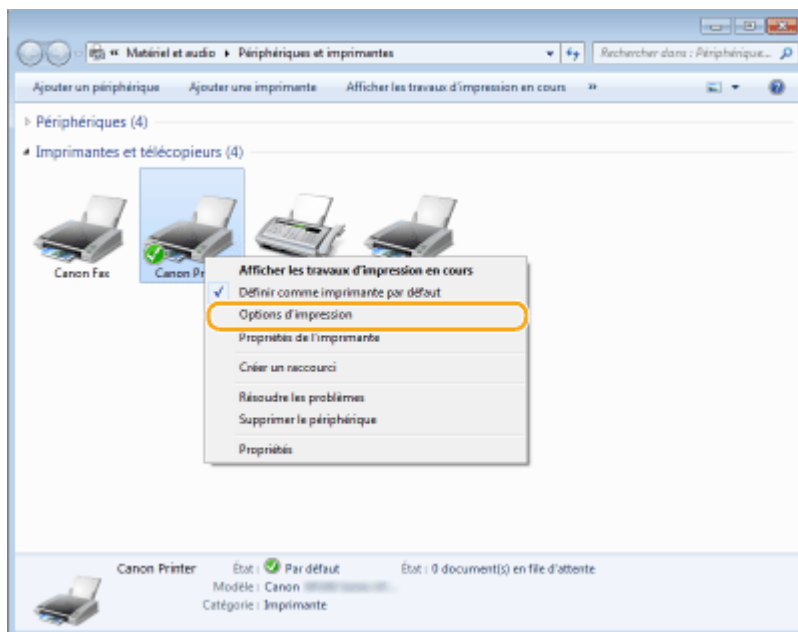 « Matériel et audio ▸ Périphériques et imprimantes
Rechercher dans : Périphérique...
Ajouter un périphérique Ajouter une imprimante Afficher les travaux d'impression en cours »
Périphériques (4)
Imprimantes et télécopieurs (4)
Canon Fax
Canon Pr
Afficher les travaux d'impression en cours
Définir comme imprimante par défaut
Options d'impression
Propriétés de l'imprimante
Créer un raccourci
Résoudre les problèmes
Supprimer le périphérique
Propriétés
Canon Printer État : Par défaut État : 0 document(s) en file d'attente
Modèle : Canon
Catégorie : Imprimante